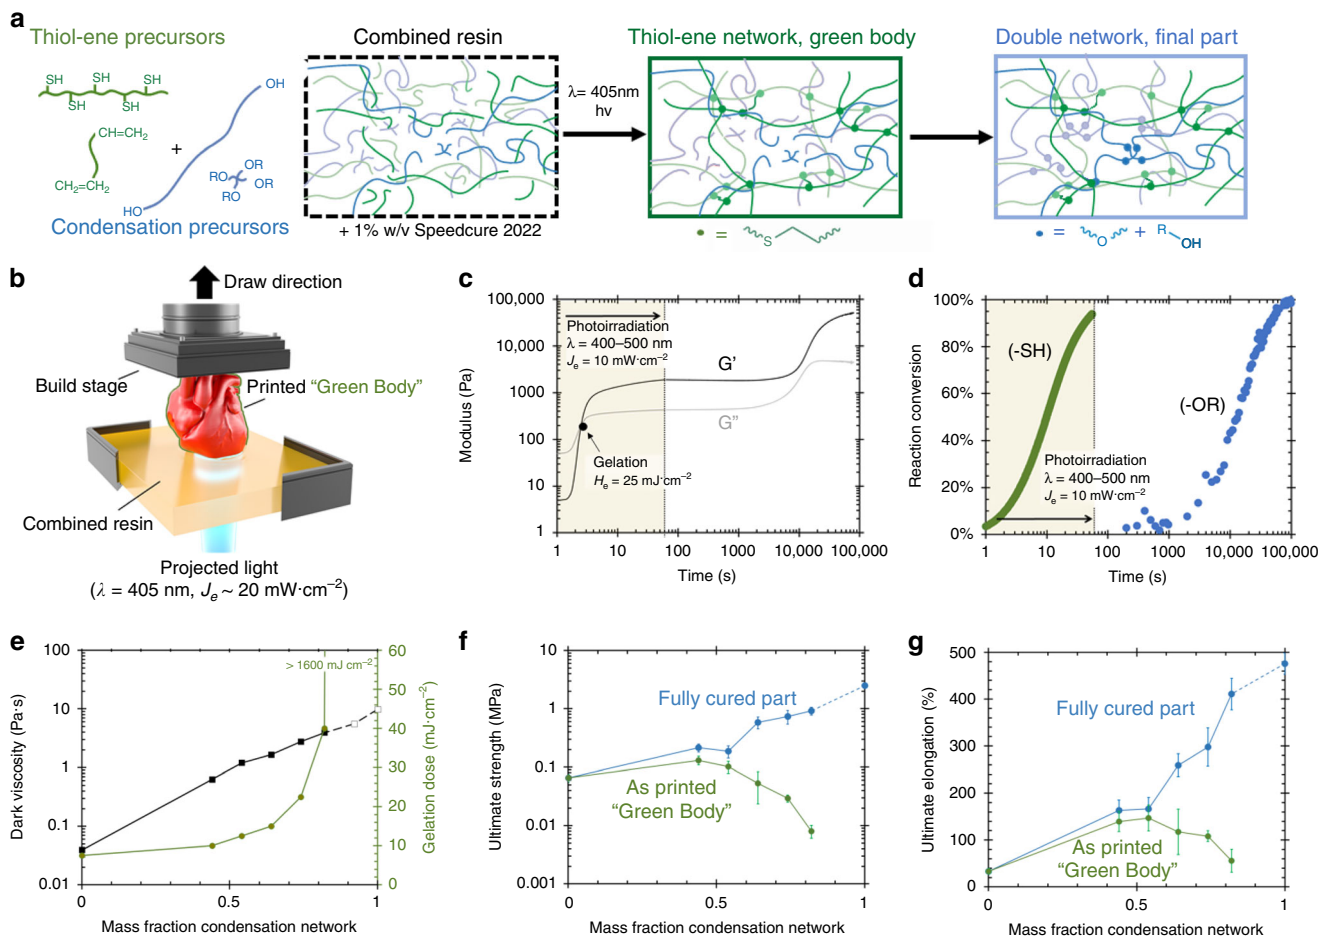 a
Thiol-ene precursors
SH SH SH
SH SH
CH=CH₂
CH₂=CH₂
+
OH
OR
RO OR
RO
HO
Condensation precursors
Combined resin
+ 1% w/v Speedcure 2022
λ= 405nm
hv
Thiol-ene network, green body
= S
Double network, final part
= O + R OH
b
Draw direction
Build stage
Printed “Green Body”
Combined resin
Projected light
(λ = 405 nm, Jₑ ~ 20 mW·cm⁻²)
c
100,000
10,000
1000
100
10
1
Modulus (Pa)
Photoirradiation
λ = 400–500 nm
Jₑ = 10 mW·cm⁻²
G'
G"
Gelation
Hₑ = 25 mJ·cm⁻²
1 10 100 1000 10,000 100,000
Time (s)
d
100%
80%
60%
40%
20%
0%
Reaction conversion
(-SH)
(-OR)
Photoirradiation
λ = 400–500 nm
Jₑ = 10 mW·cm⁻²
1 10 100 1000 10,000 100,000
Time (s)
e
100
10
1
0.1
0.01
Dark viscosity (Pa·s)
> 1600 mJ cm⁻²
60
50
40
30
20
10
0
Gelation dose (mJ·cm⁻²)
0 0.5 1
Mass fraction condensation network
f
10
1
0.1
0.01
0.001
Ultimate strength (MPa)
Fully cured part
As printed
“Green Body”
0 0.5 1
Mass fraction condensation network
g
500
400
300
200
100
0
Ultimate elongation (%)
Fully cured part
As printed
“Green Body”
0 0.5 1
Mass fraction condensation network